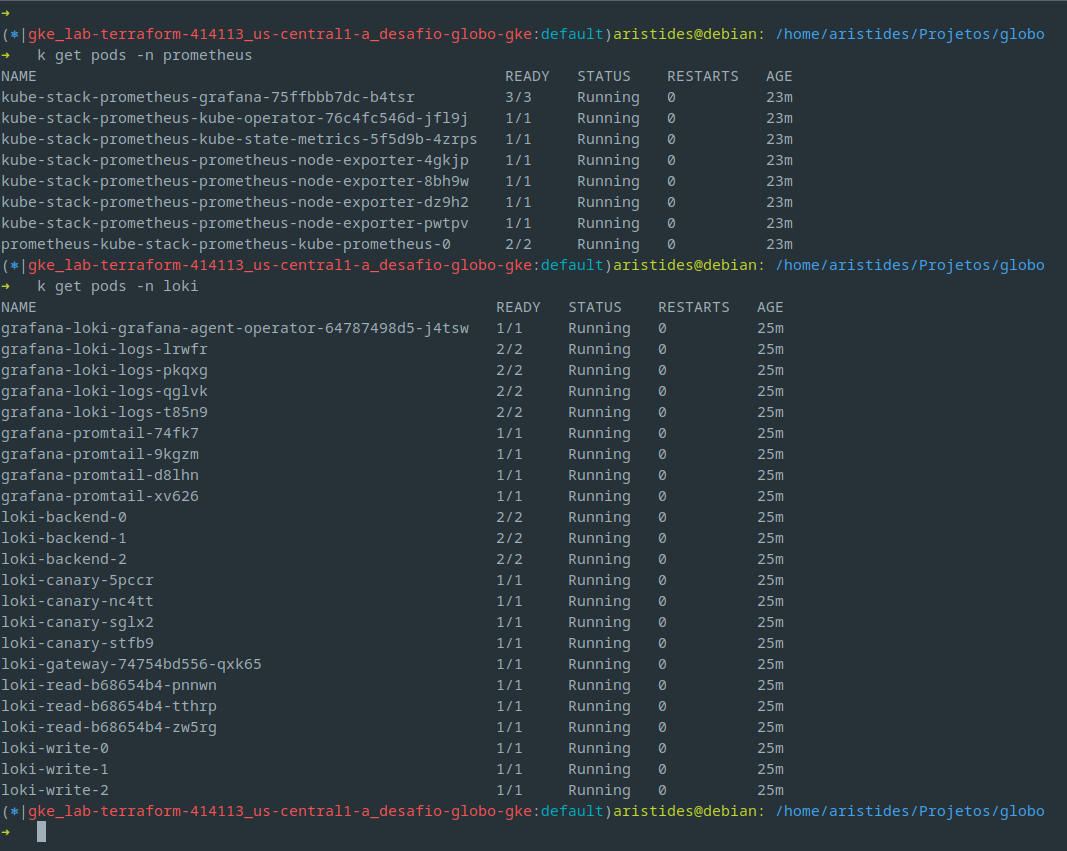 →
(⎈|gke_lab-terraform-414113_us-central1-a_desafio-globo-gke:default)aristides@debian: /home/aristides/Projetos/globo
→ k get pods -n prometheus
NAME READY STATUS RESTARTS AGE
kube-stack-prometheus-grafana-75ffbbb7dc-b4tsr 3/3 Running 0 23m
kube-stack-prometheus-kube-operator-76c4fc546d-jfl9j 1/1 Running 0 23m
kube-stack-prometheus-kube-state-metrics-5f5d9b-4zrps 1/1 Running 0 23m
kube-stack-prometheus-prometheus-node-exporter-4gkjp 1/1 Running 0 23m
kube-stack-prometheus-prometheus-node-exporter-8bh9w 1/1 Running 0 23m
kube-stack-prometheus-prometheus-node-exporter-dz9h2 1/1 Running 0 23m
kube-stack-prometheus-prometheus-node-exporter-pwtpv 1/1 Running 0 23m
prometheus-kube-stack-prometheus-kube-prometheus-0 2/2 Running 0 23m
(⎈|gke_lab-terraform-414113_us-central1-a_desafio-globo-gke:default)aristides@debian: /home/aristides/Projetos/globo
→ k get pods -n loki
NAME READY STATUS RESTARTS AGE
grafana-loki-grafana-agent-operator-64787498d5-j4tsw 1/1 Running 0 25m
grafana-loki-logs-lrwfr 2/2 Running 0 25m
grafana-loki-logs-pkqxg 2/2 Running 0 25m
grafana-loki-logs-qglvk 2/2 Running 0 25m
grafana-loki-logs-t85n9 2/2 Running 0 25m
grafana-promtail-74fk7 1/1 Running 0 25m
grafana-promtail-9kgzm 1/1 Running 0 25m
grafana-promtail-d8lhn 1/1 Running 0 25m
grafana-promtail-xv626 1/1 Running 0 25m
loki-backend-0 2/2 Running 0 25m
loki-backend-1 2/2 Running 0 25m
loki-backend-2 2/2 Running 0 25m
loki-canary-5pccr 1/1 Running 0 25m
loki-canary-nc4tt 1/1 Running 0 25m
loki-canary-sglx2 1/1 Running 0 25m
loki-canary-stfb9 1/1 Running 0 25m
loki-gateway-74754bd556-qxk65 1/1 Running 0 25m
loki-read-b68654b4-pnnwn 1/1 Running 0 25m
loki-read-b68654b4-tthrp 1/1 Running 0 25m
loki-read-b68654b4-zw5rg 1/1 Running 0 25m
loki-write-0 1/1 Running 0 25m
loki-write-1 1/1 Running 0 25m
loki-write-2 1/1 Running 0 25m
(⎈|gke_lab-terraform-414113_us-central1-a_desafio-globo-gke:default)aristides@debian: /home/aristides/Projetos/globo
→